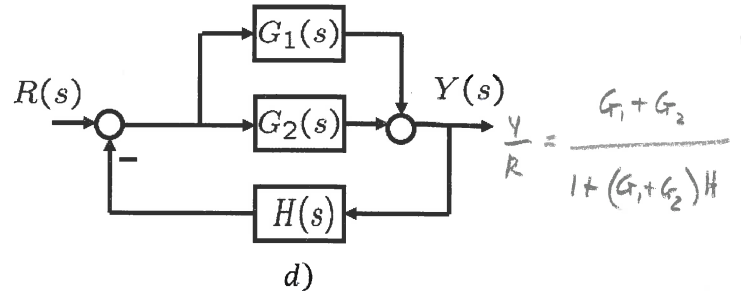 G₁(s)
R(s)
Y(s)
G₂(s)
−
H(s)
d)
Y/R = (G₁+G₂)/(1+(G₁+G₂)H)